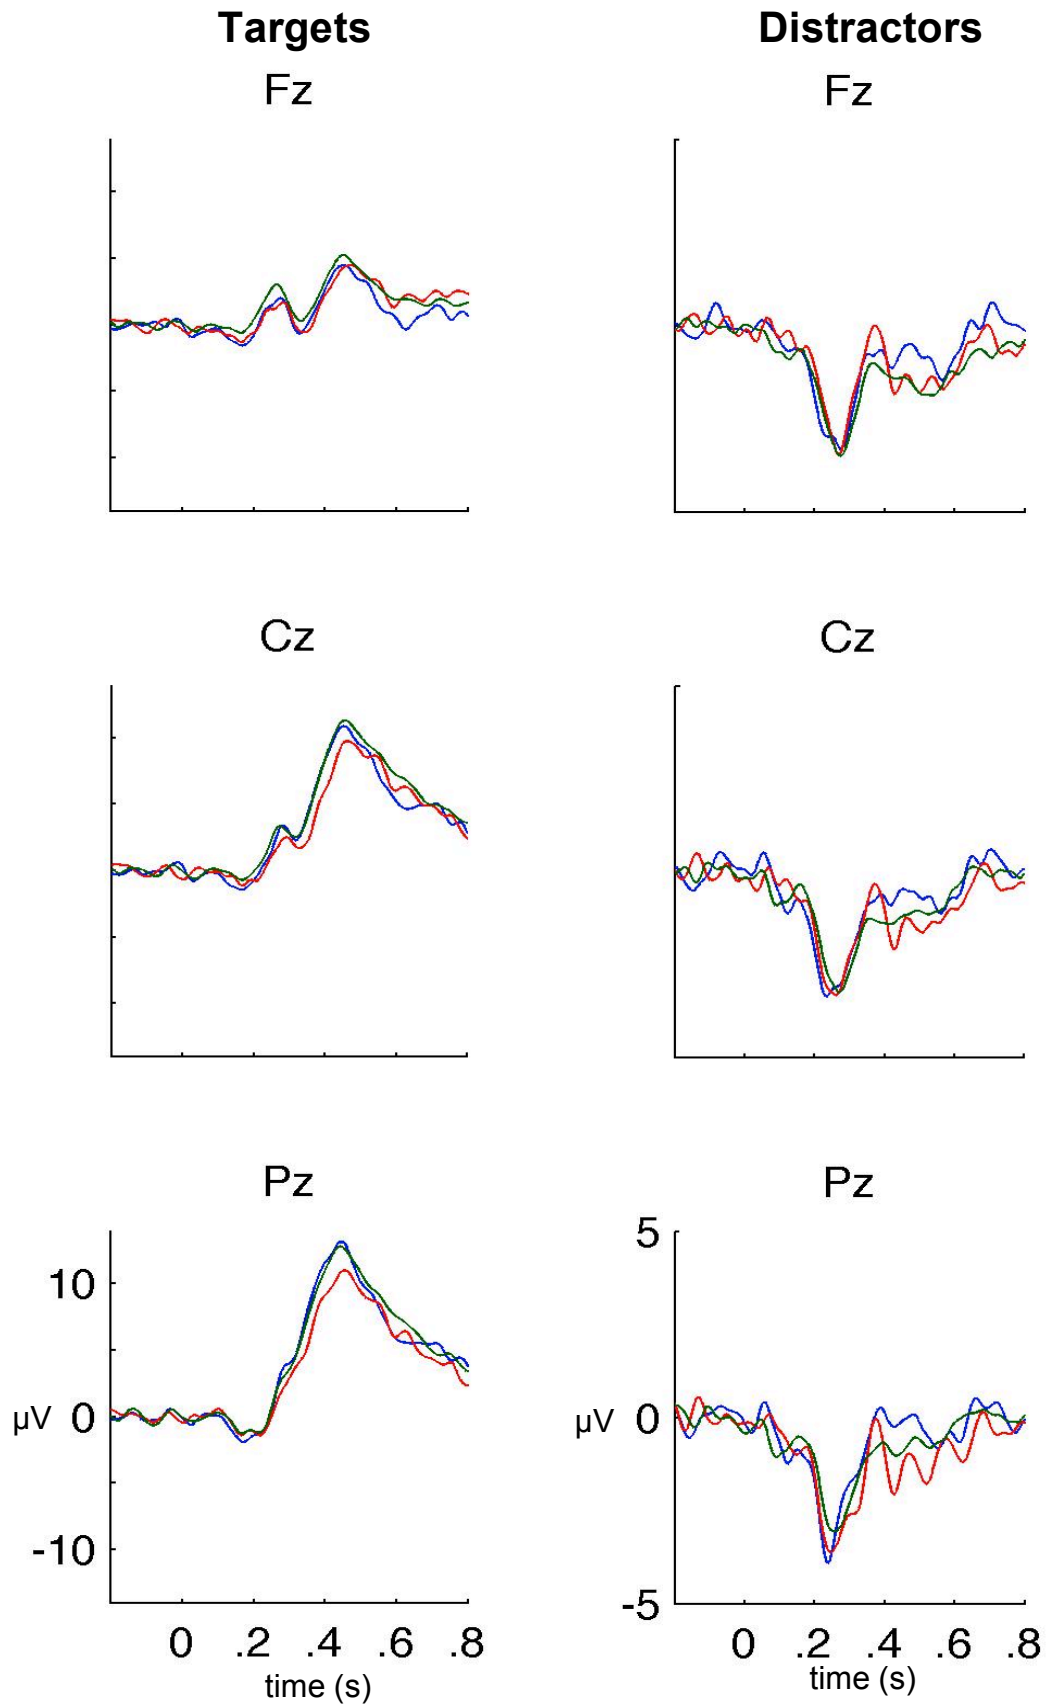 Targets Distractors
Fz Fz
Cz Cz
Pz Pz
5
10
µV 0 µV 0
-10
-5
0 .2 .4 .6 .8 0 .2 .4 .6 .8
time (s) time (s)